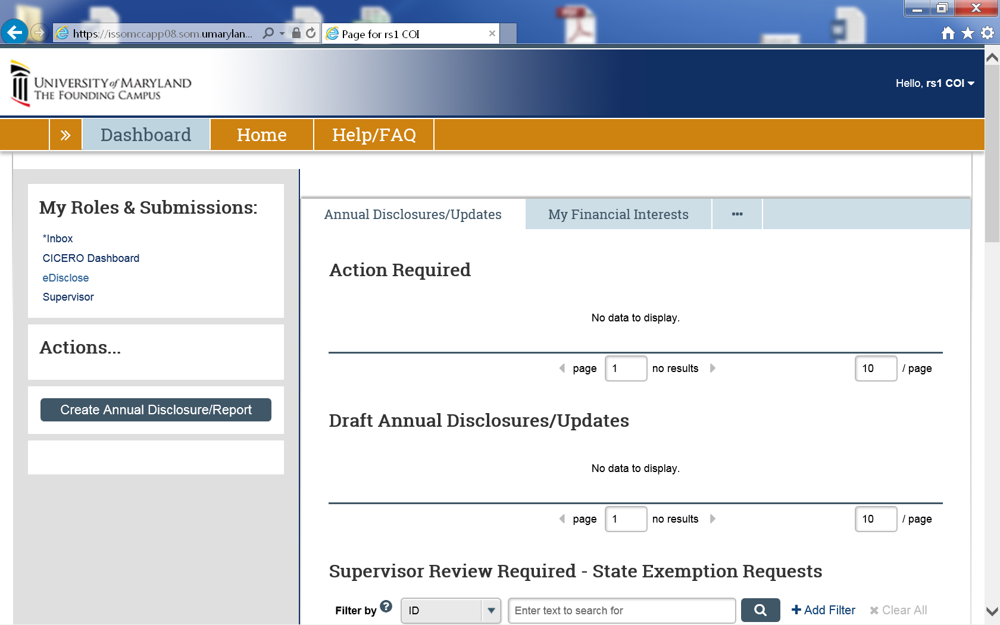 https://issomccapp08.som.umarylan...
Page for rs1 COI
UNIVERSITY of MARYLAND
THE FOUNDING CAMPUS
Hello, rs1 COI
Dashboard
Home
Help/FAQ
My Roles & Submissions:
*Inbox
CICERO Dashboard
eDisclose
Supervisor
Actions...
Create Annual Disclosure/Report
Annual Disclosures/Updates
My Financial Interests
...
Action Required
No data to display.
page 1 no results
10 / page
Draft Annual Disclosures/Updates
No data to display.
page 1 no results
10 / page
Supervisor Review Required - State Exemption Requests
Filter by ? ID Enter text to search for Add Filter Clear All